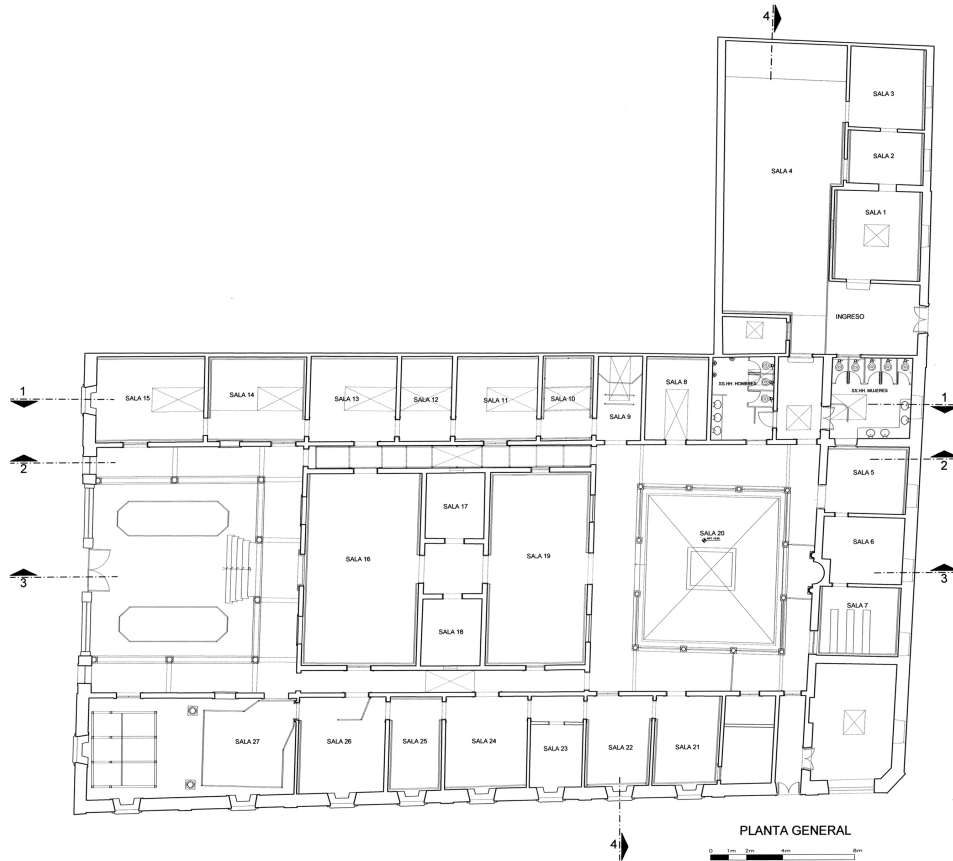 4
SALA 3
SALA 2
SALA 4
SALA 1
INGRESO
SS.HH. HOMBRES
SS.HH. MUJERES
1
SALA 15
SALA 14
SALA 13
SALA 12
SALA 11
SALA 10
SALA 9
SALA 8
1
2
SALA 5
2
SALA 17
SALA 16
SALA 19
SALA 20
SALA 6
3
3
SALA 18
SALA 7
SALA 27
SALA 26
SALA 25
SALA 24
SALA 23
SALA 22
SALA 21
4
PLANTA GENERAL
0 1m 2m 4m 8m